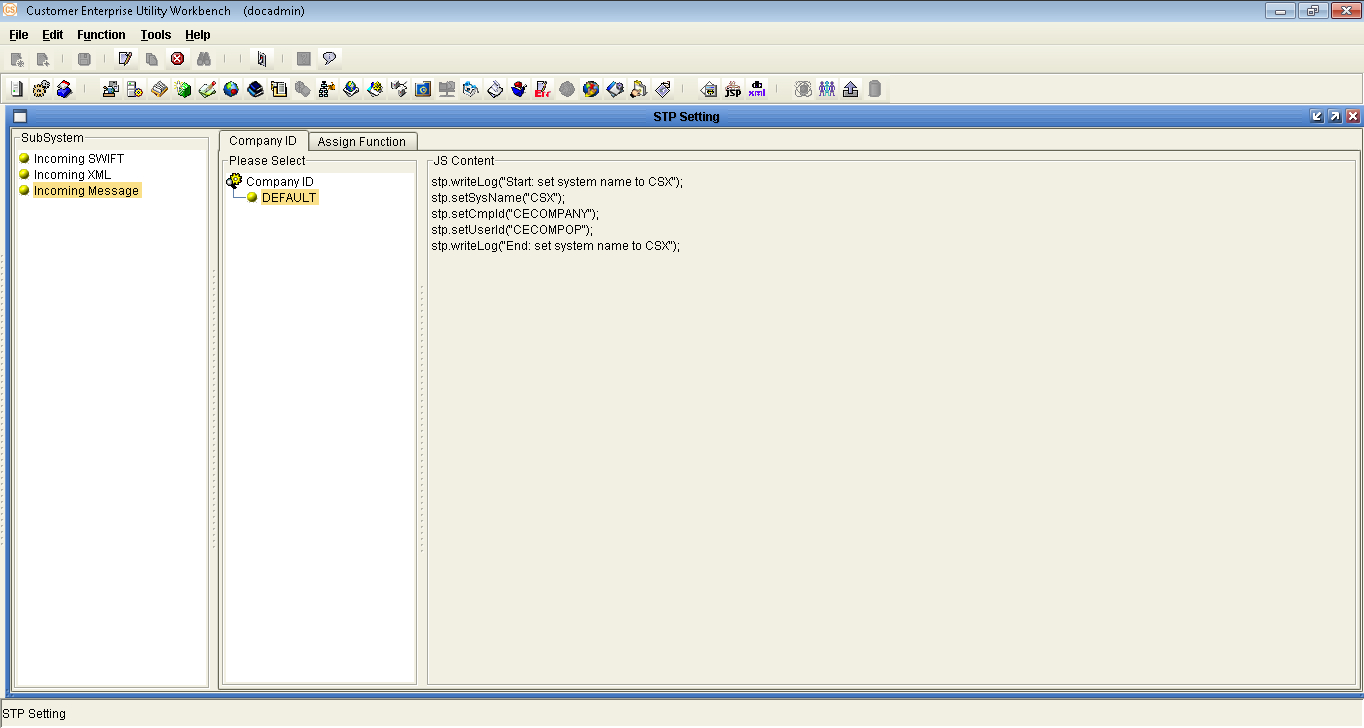 CS Customer Enterprise Utility Workbench (docadmin)
File Edit Function Tools Help
jsp xml
STP Setting
SubSystem
Incoming SWIFT
Incoming XML
Incoming Message
Company ID Assign Function
Please Select
Company ID
DEFAULT
JS Content
stp.writeLog("Start: set system name to CSX");
stp.setSysName("CSX");
stp.setCmpId("CECOMPANY");
stp.setUserId("CECOMPOP");
stp.writeLog("End: set system name to CSX");
STP Setting